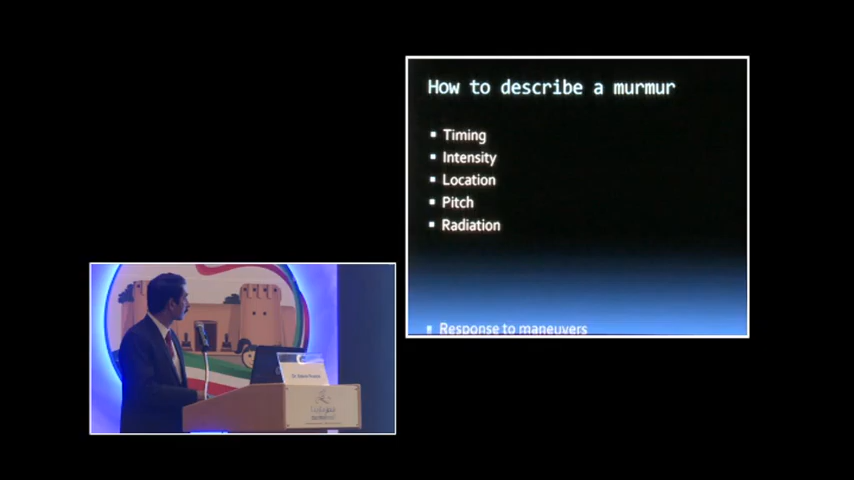 How to describe a murmur
▪ Timing
▪ Intensity
▪ Location
▪ Pitch
▪ Radiation
▪ Response to maneuvers